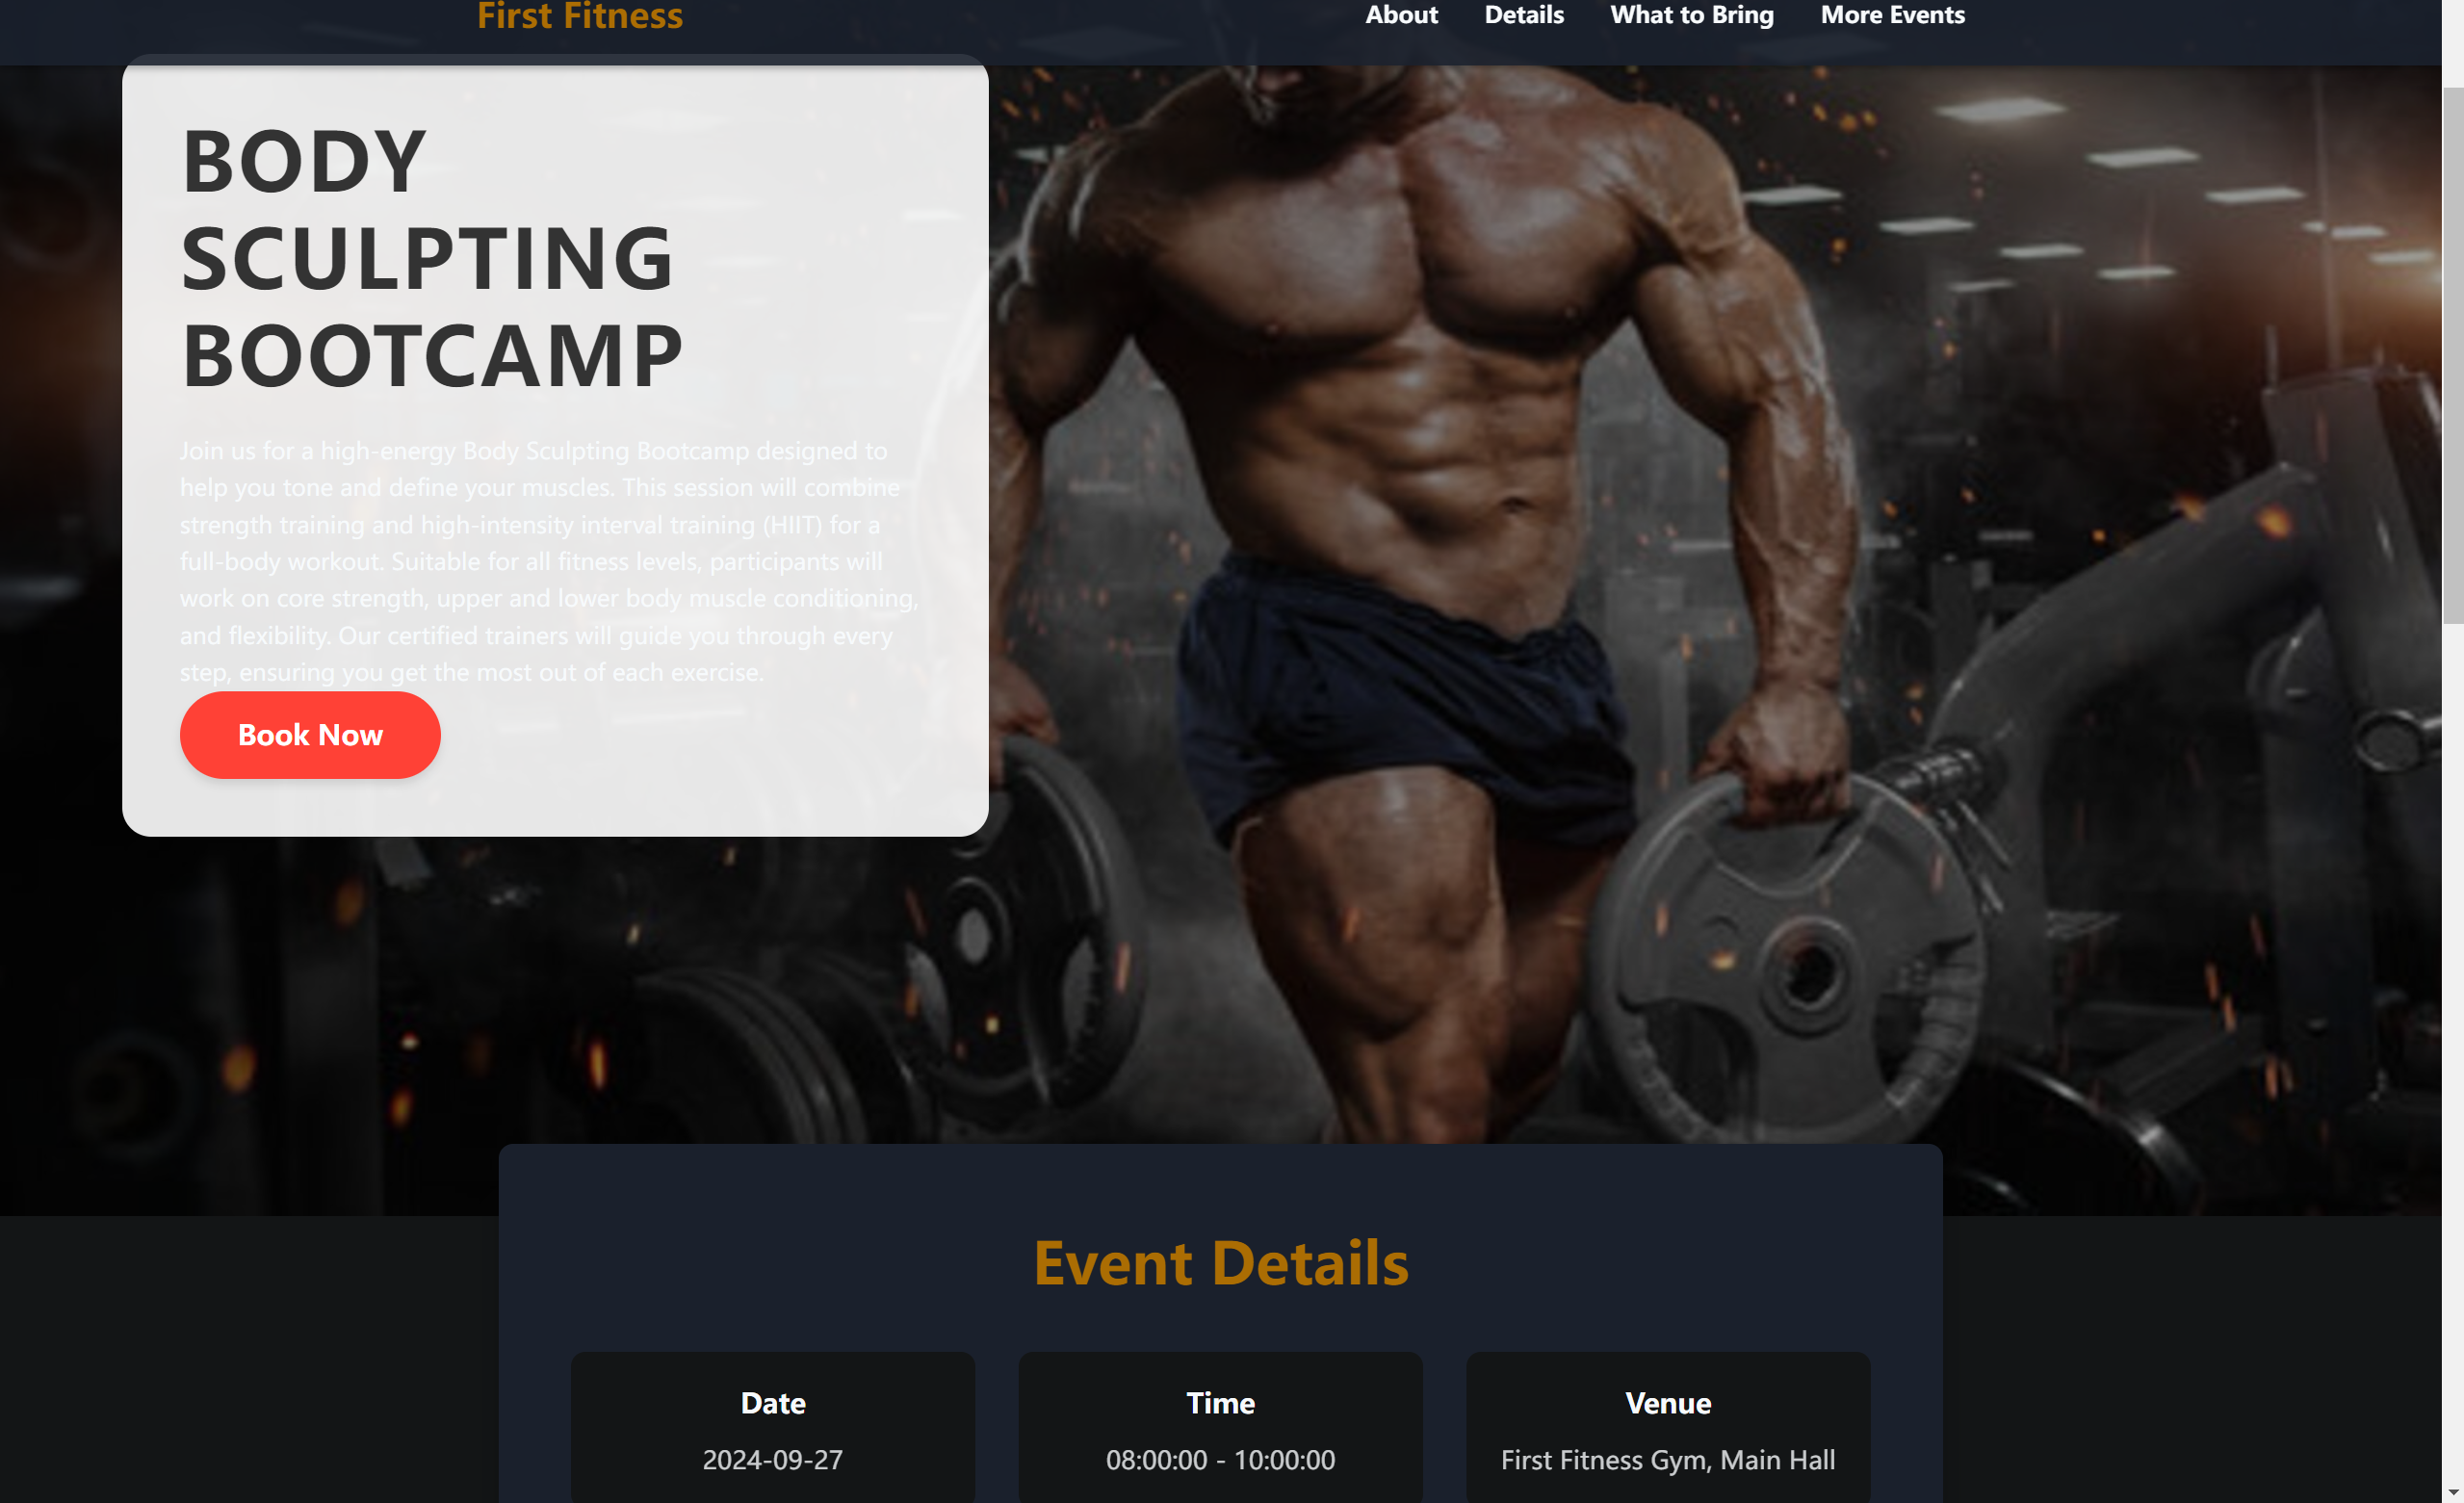 First Fitness
About Details What to Bring More Events
BODY
SCULPTING
BOOTCAMP
Join us for a high-energy Body Sculpting Bootcamp designed to
help you tone and define your muscles. This session will combine
strength training and high-intensity interval training (HIIT) for a
full-body workout. Suitable for all fitness levels, participants will
work on core strength, upper and lower body muscle conditioning,
and flexibility. Our certified trainers will guide you through every
step, ensuring you get the most out of each exercise.
Book Now
Event Details
Date
2024-09-27
Time
08:00:00 - 10:00:00
Venue
First Fitness Gym, Main Hall